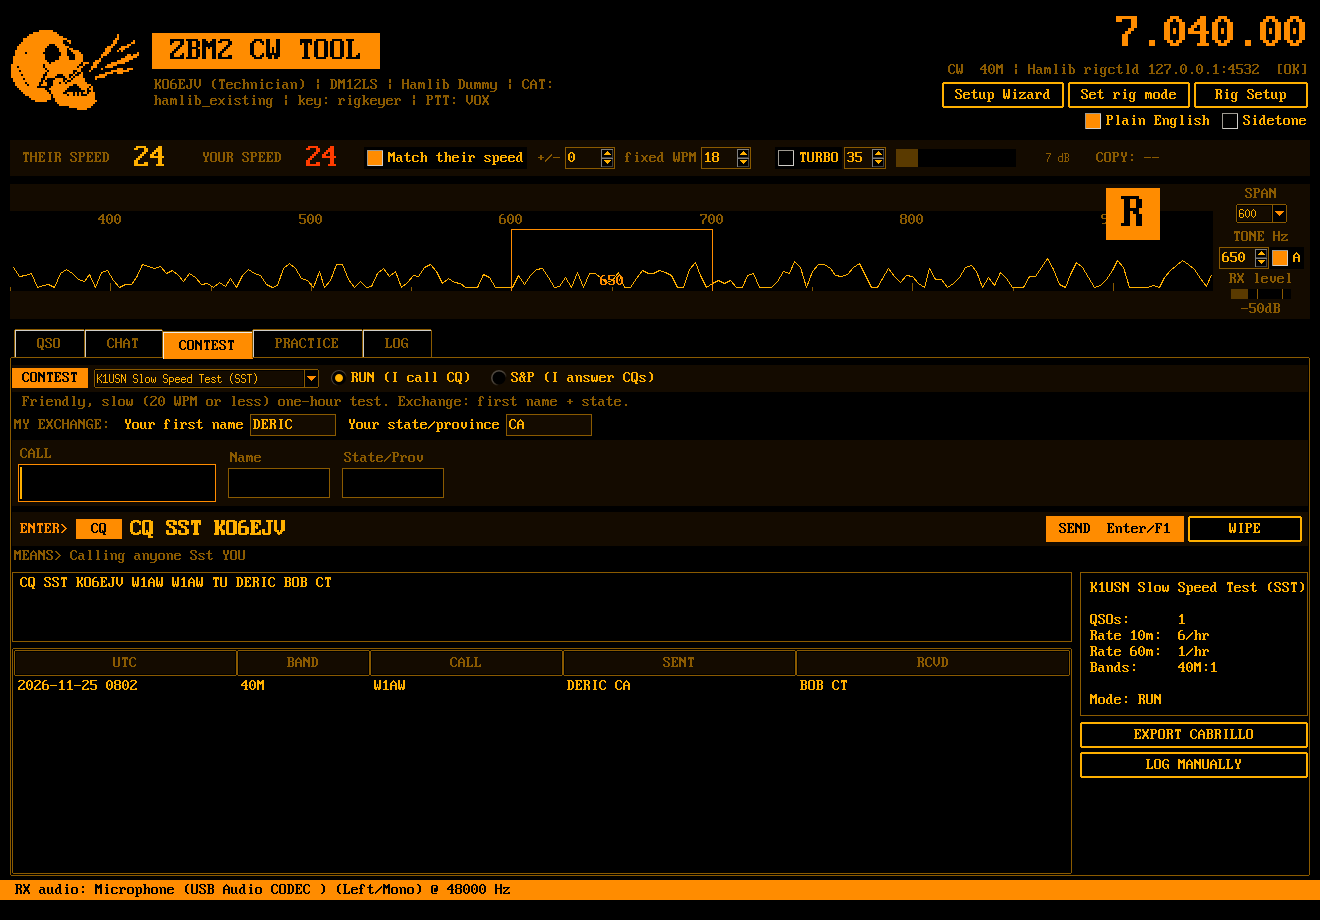 ZBM2 CW TOOL
7.040.00
KO6EJV (Technician) | DM12LS | Hamlib Dummy | CAT:
hamlib_existing | key: rigkeyer | PTT: VOX
CW 40M | Hamlib rigctld 127.0.0.1:4532 [OK]
Setup Wizard Set rig mode Rig Setup
Plain English Sidetone
THEIR SPEED 24 YOUR SPEED 24 Match their speed +/- 0 fixed WPM 18 TURBO 35 7 dB COPY: --
400 500 600 700 800
R
650
SPAN
600
TONE Hz
650 A
RX level
-50dB
QSO CHAT CONTEST PRACTICE LOG
CONTEST K1USN Slow Speed Test (SST) RUN (I call CQ) S&P (I answer CQs)
Friendly, slow (20 WPM or less) one-hour test. Exchange: first name + state.
MY EXCHANGE: Your first name DERIC Your state/province CA
CALL Name State/Prov
ENTER> CQ CQ SST KO6EJV SEND Enter/F1 WIPE
MEANS> Calling anyone Sst YOU
CQ SST KO6EJV W1AW W1AW TU DERIC BOB CT
UTC BAND CALL SENT RCVD
2026-11-25 0802 40M W1AW DERIC CA BOB CT
K1USN Slow Speed Test (SST)
QSOs: 1
Rate 10m: 6/hr
Rate 60m: 1/hr
Bands: 40M:1
Mode: RUN
EXPORT CABRILLO
LOG MANUALLY
RX audio: Microphone (USB Audio CODEC ) (Left/Mono) @ 48000 Hz